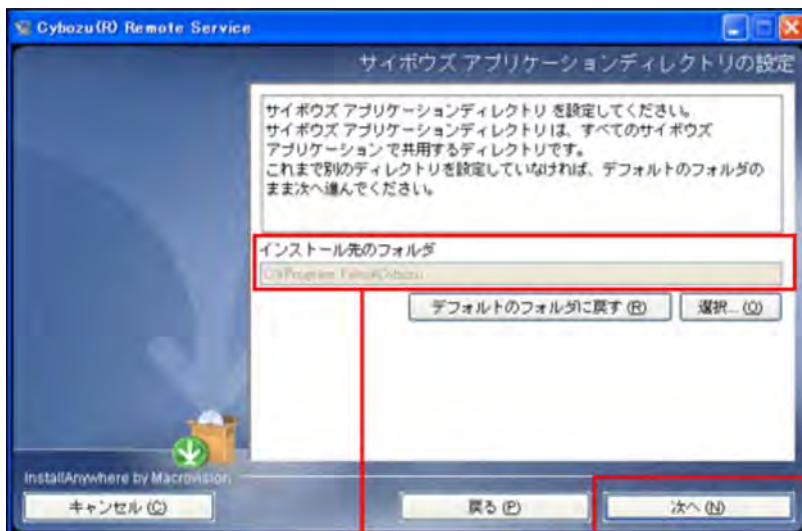 Cybozu(R) Remote Service
サイボウズ アプリケーションディレクトリの設定
サイボウズ アプリケーションディレクトリ を設定してください。
サイボウズ アプリケーションディレクトリは、すべてのサイボウズ
アプリケーション で共用するディレクトリです。
これまで別のディレクトリを設定していなければ、デフォルトのフォルダの
まま次へ進んでください。
インストール先のフォルダ
C:¥Program Files¥Cybozu
デフォルトのフォルダに戻す (R)
選択... (O)
InstallAnywhere by Macrovision
キャンセル (C)
戻る (P)
次へ (N)